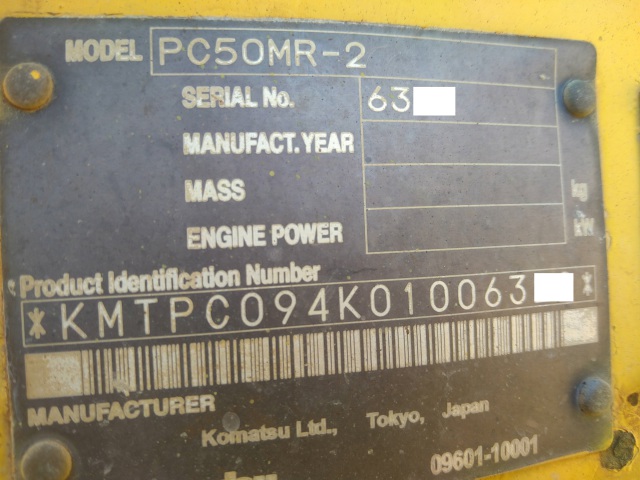 MODEL PC50MR-2
SERIAL No. 63
MANUFACT.YEAR
MASS kg
ENGINE POWER kW
Product Identification Number
*KMTPC094K010063 *
MANUFACTURER
Komatsu Ltd., Tokyo, Japan
09601-10001